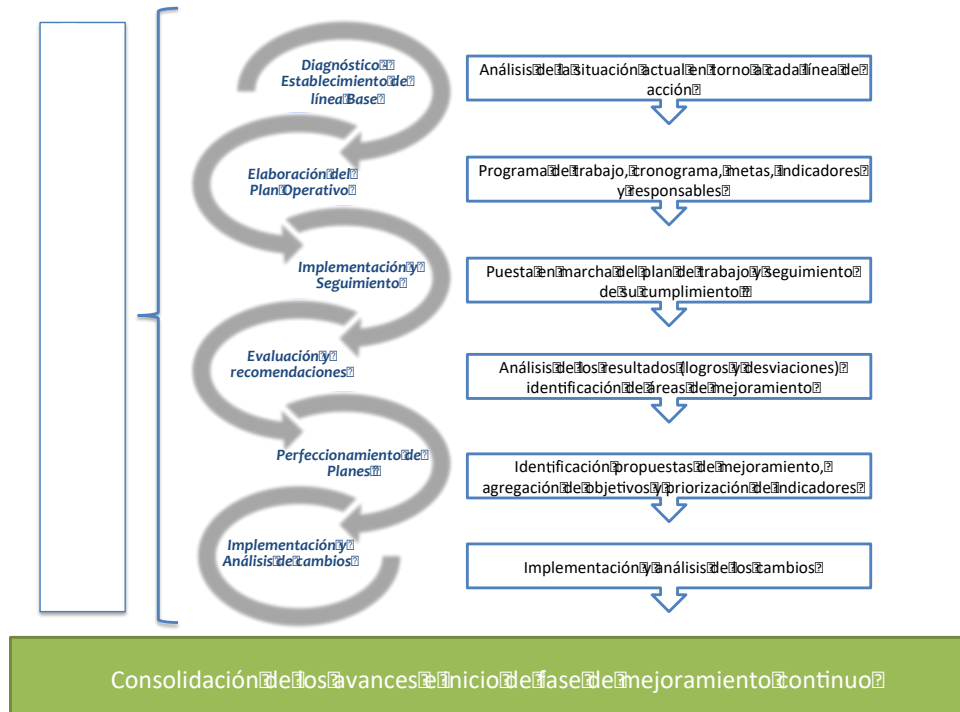 Diagnóstico
Establecimiento de
línea Base
Análisis de la situación actual en torno a cada línea de
acción
Elaboración del
Plan Operativo
Programa de trabajo, cronograma, metas, indicadores
y responsables
Implementación y
Seguimiento
Puesta en marcha del plan de trabajo y seguimiento
de su cumplimiento
Evaluación y
recomendaciones
Análisis de los resultados (logros y desviaciones)
identificación de áreas de mejoramiento
Perfeccionamiento de
Planes
Identificación propuestas de mejoramiento,
agregación de objetivos y priorización de indicadores
Implementación y
Análisis de cambios
Implementación y análisis de los cambios
Consolidación de los avances e inicio de fase de mejoramiento continuo